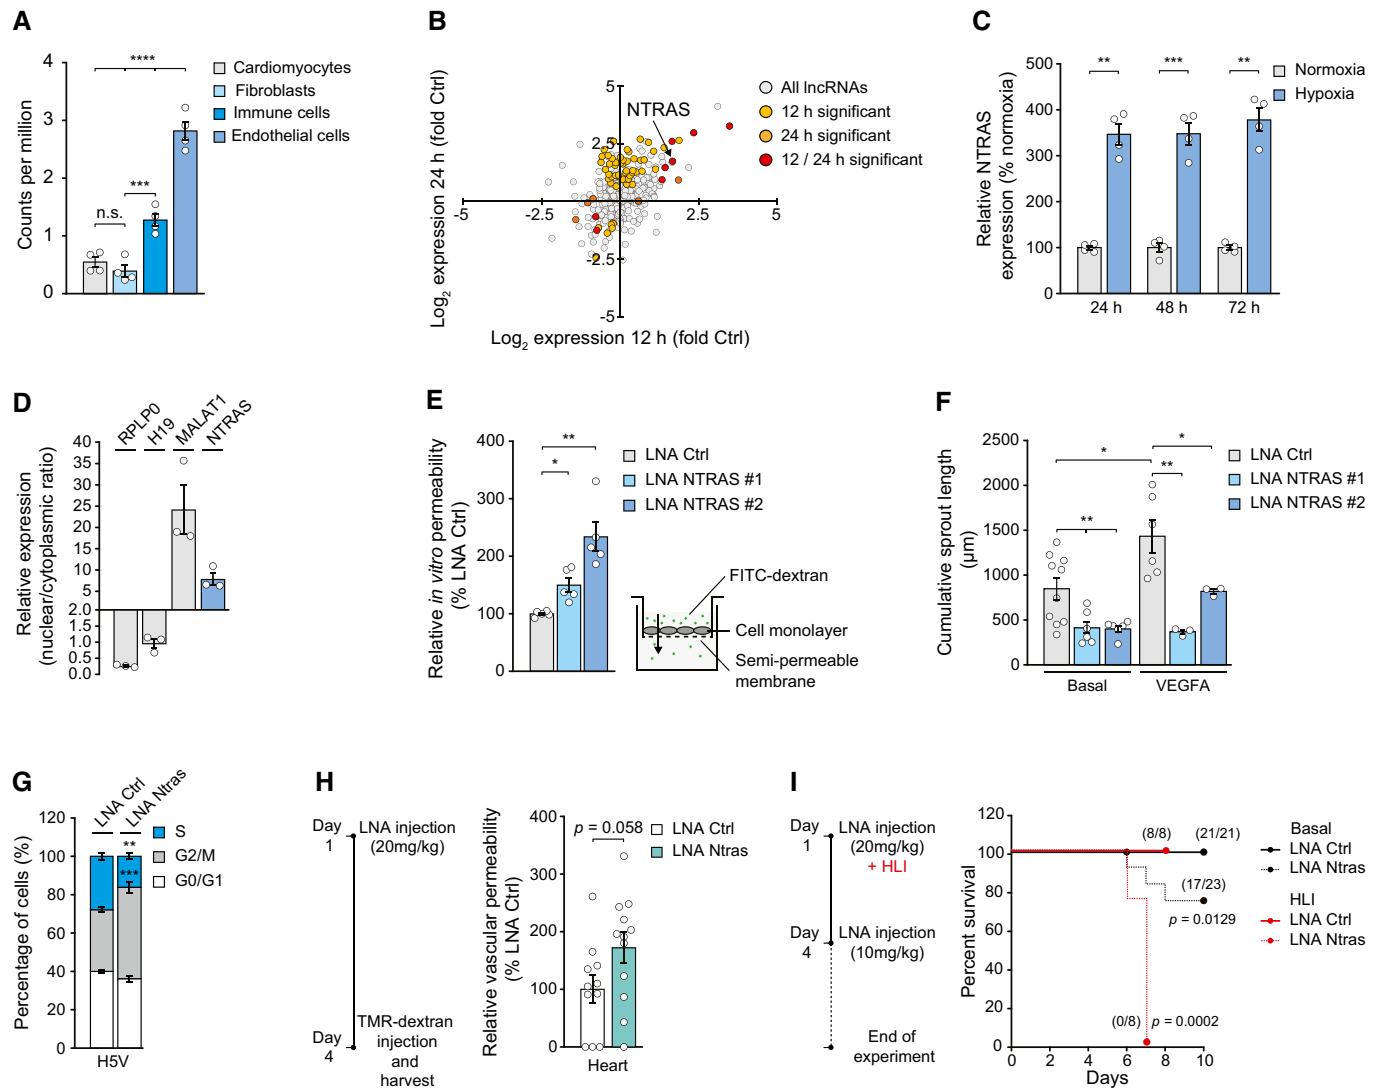 A
Counts per million
4
3
2
1
0
****
***
n.s.
Cardiomyocytes
Fibroblasts
Immune cells
Endothelial cells
B
Log2 expression 24 h (fold Ctrl)
5
2.5
-5
-2.5
2.5
5
-2.5
-5
NTRAS
Log2 expression 12 h (fold Ctrl)
All lncRNAs
12 h significant
24 h significant
12 / 24 h significant
C
Relative NTRAS
expression (% normoxia)
500
400
300
200
100
0
**
***
**
24 h
48 h
72 h
Normoxia
Hypoxia
D
Relative expression
(nuclear/cytoplasmic ratio)
RPLP0
H19
MALAT1
NTRAS
40
35
30
25
20
15
10
5
2.0
1.5
1.0
0.5
0.0
E
Relative in vitro permeability
(% LNA Ctrl)
400
300
200
100
0
*
**
LNA Ctrl
LNA NTRAS #1
LNA NTRAS #2
FITC-dextran
Cell monolayer
Semi-permeable
membrane
F
Cumulative sprout length
(µm)
2500
2000
1500
1000
500
0
*
**
*
**
Basal
VEGFA
LNA Ctrl
LNA NTRAS #1
LNA NTRAS #2
G
Percentage of cells (%)
120
100
80
60
40
20
0
LNA Ctrl
LNA Ntras
**
***
H5V
S
G2/M
G0/G1
H
Day
1
LNA injection
(20mg/kg)
Day
4
TMR-dextran
injection
and
harvest
Relative vascular permeability
(% LNA Ctrl)
400
300
200
100
0
p = 0.058
Heart
LNA Ctrl
LNA Ntras
I
Day
1
LNA injection
(20mg/kg)
+ HLI
Day
4
LNA injection
(10mg/kg)
End of
experiment
Percent survival
120
100
80
60
40
20
0
0
2
4
6
8
10
Days
(8/8)
(21/21)
(17/23)
p = 0.0129
(0/8)
p = 0.0002
Basal
LNA Ctrl
LNA Ntras
HLI
LNA Ctrl
LNA Ntras